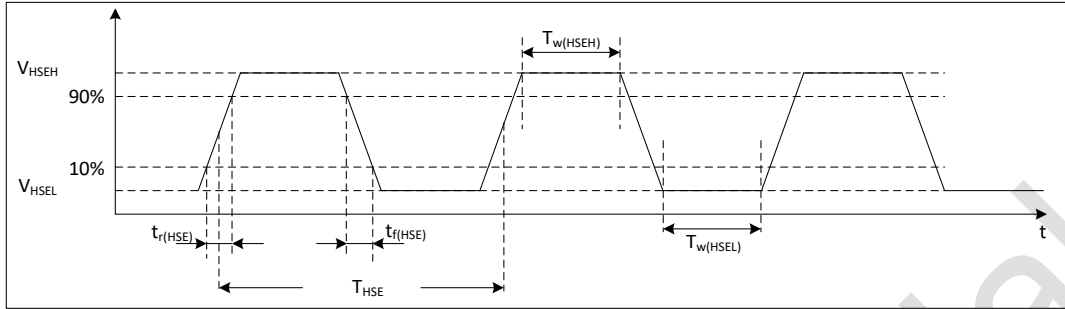 T_w(HSEH)
V_HSEH
90%
10%
V_HSEL
t_r(HSE)
t_f(HSE)
T_w(HSEL)
t
T_HSE